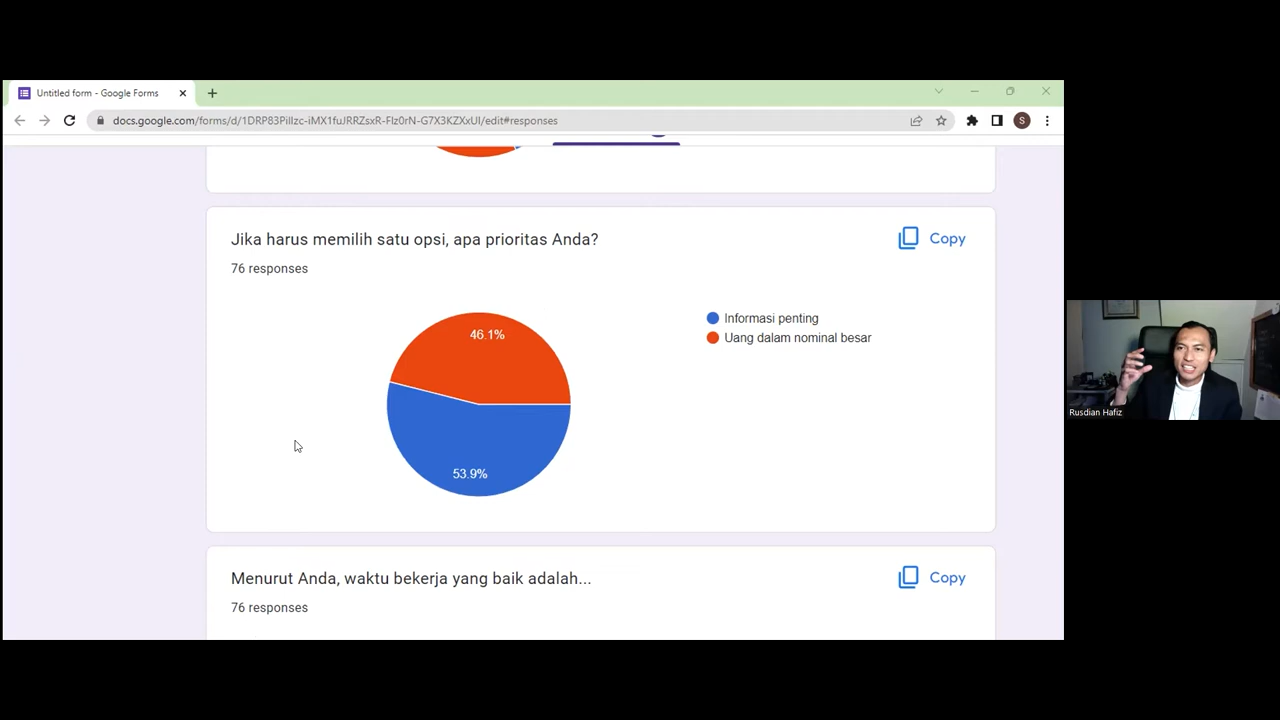 Untitled form - Google Forms
docs.google.com/forms/d/1DRP83PiIlzc-iMX1fuJRRZsxR-Flz0rN-G7X3KZXxUI/edit#responses
S
Jika harus memilih satu opsi, apa prioritas Anda?
Copy
76 responses
46.1%
53.9%
Informasi penting
Uang dalam nominal besar
Rusdian Hafiz
Menurut Anda, waktu bekerja yang baik adalah...
Copy
76 responses